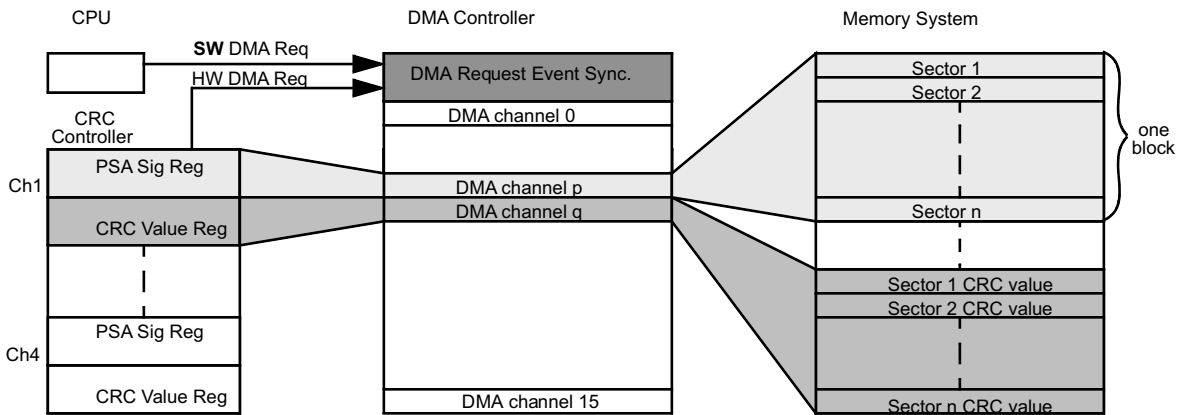 CPU
DMA Controller
Memory System
SW DMA Req
HW DMA Req
DMA Request Event Sync.
DMA channel 0
Sector 1
Sector 2
one
block
CRC
Controller
Ch1
PSA Sig Reg
CRC Value Reg
DMA channel p
DMA channel q
Sector n
Sector 1 CRC value
Sector 2 CRC value
Ch4
PSA Sig Reg
CRC Value Reg
DMA channel 15
Sector n CRC value